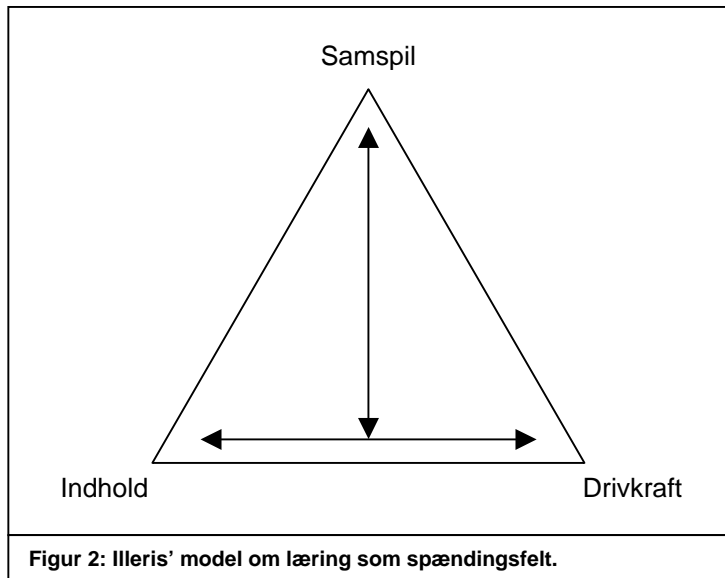 Samspil
Indhold
Drivkraft
Figur 2: Illeris’ model om læring som spændingsfelt.